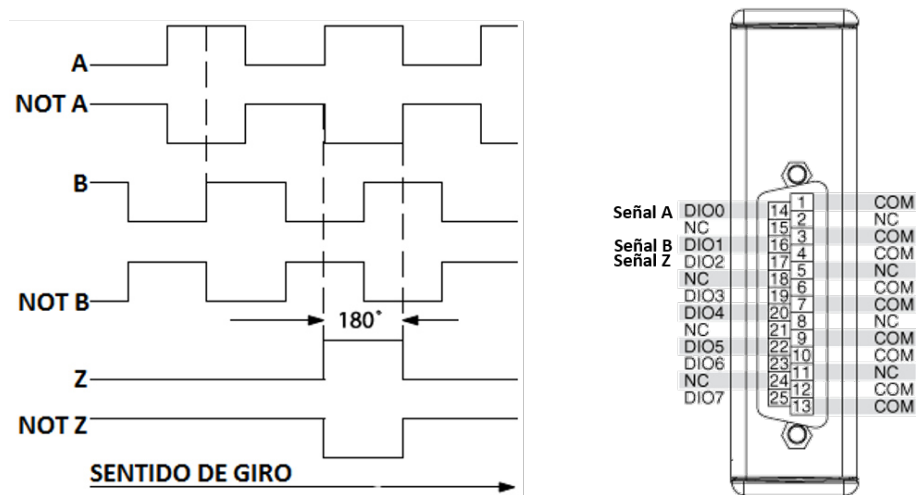 A
NOT A
B
NOT B
180°
Z
NOT Z
SENTIDO DE GIRO
Señal A DIO0 14 1 COM
NC 15 2 NC
Señal B DIO1 16 3 COM
Señal Z DIO2 17 4 COM
NC 18 5 NC
DIO3 19 6 COM
DIO4 20 7 COM
NC 21 8 NC
DIO5 22 9 COM
DIO6 23 10 COM
NC 24 11 NC
DIO7 25 12 COM
13 COM